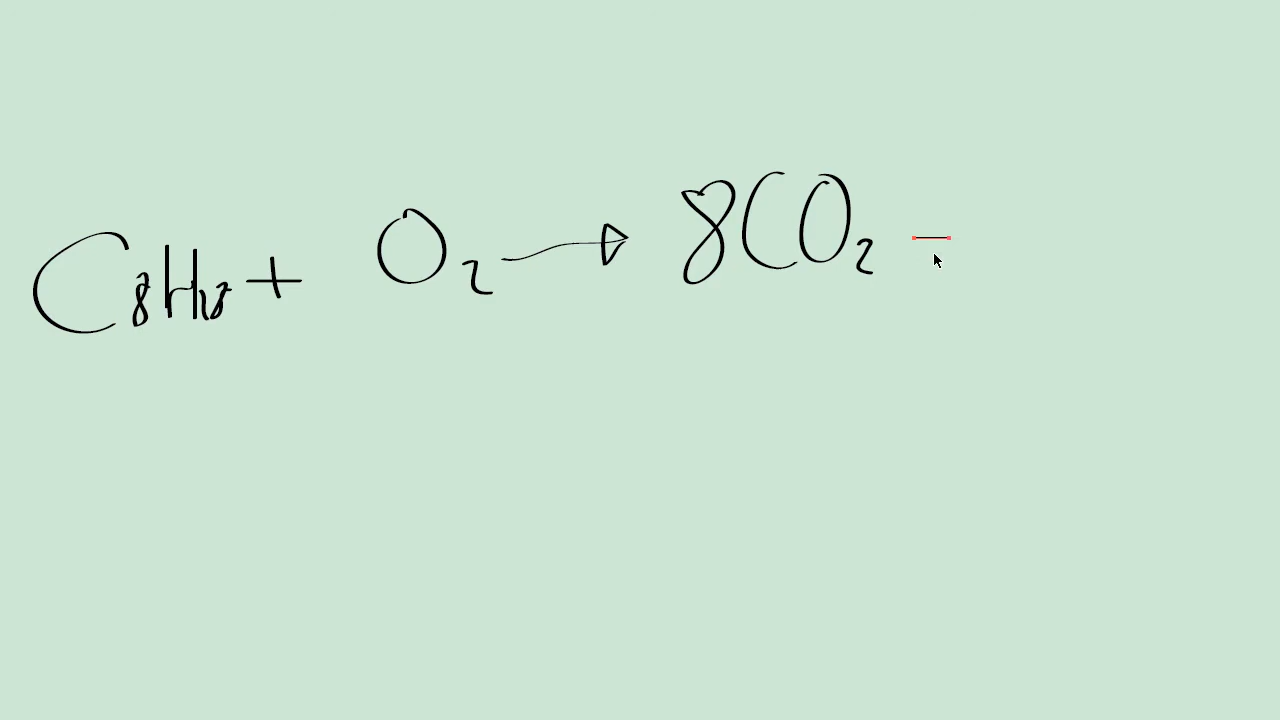 C₈H₁₈ + O₂ → 8CO₂ —